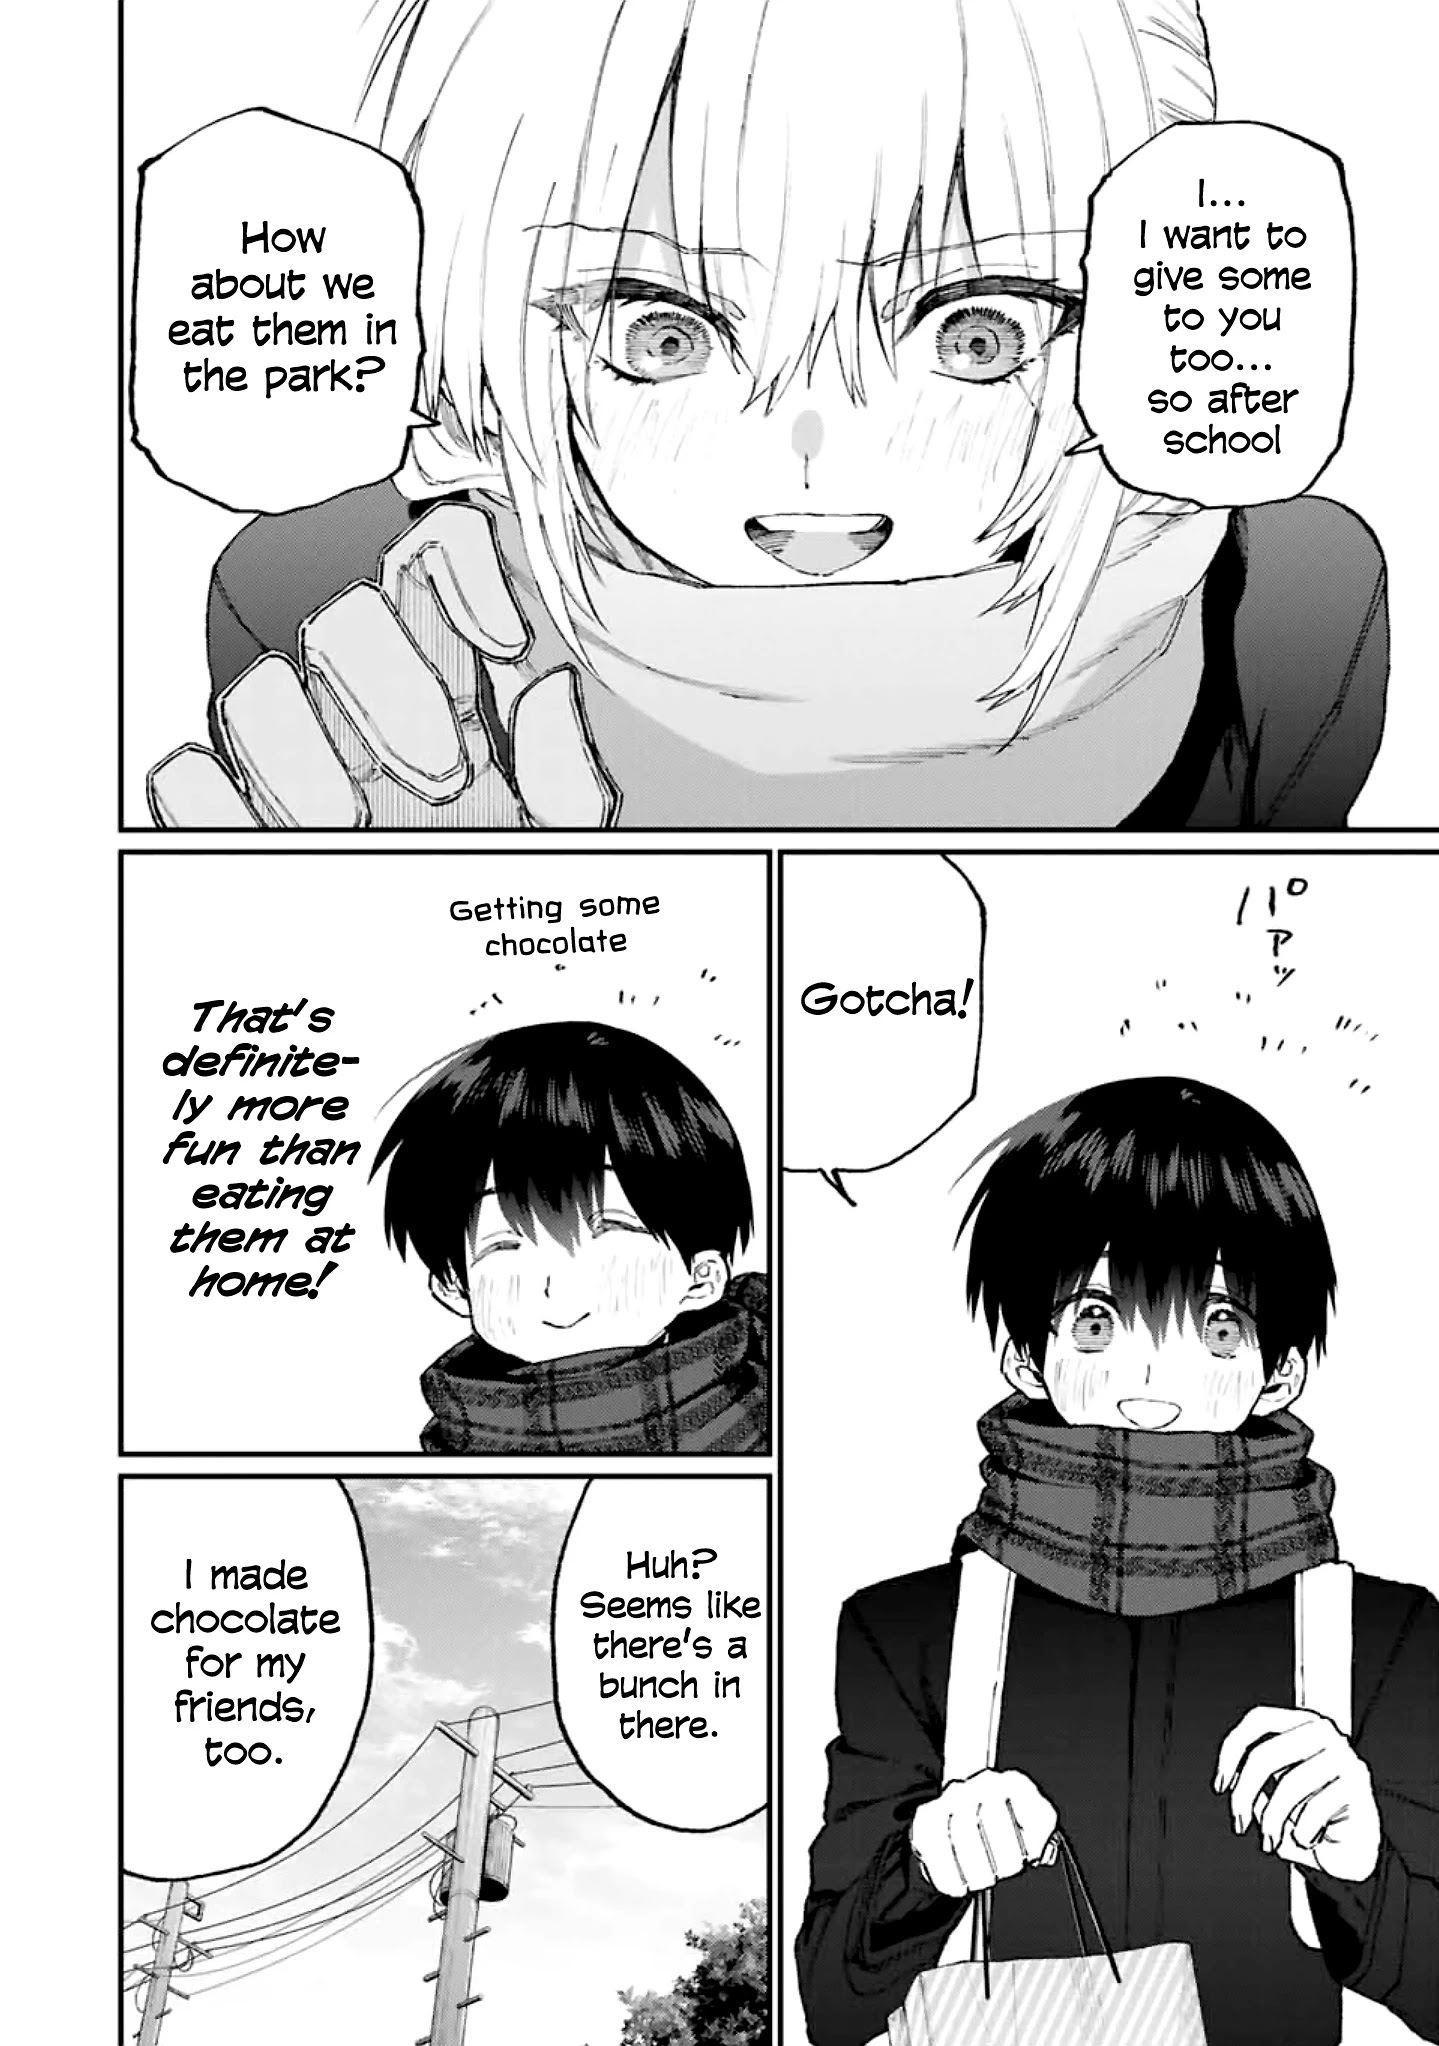 I...
I want to
give some
to you
too...
so after
school
How
about we
eat them in
the park?
パアッ
Gotcha!
Getting some
chocolate
That's
definite-
ly more
fun than
eating
them at
home!
Huh?
Seems like
there's a
bunch in
there.
I made
chocolate
for my
friends,
too.